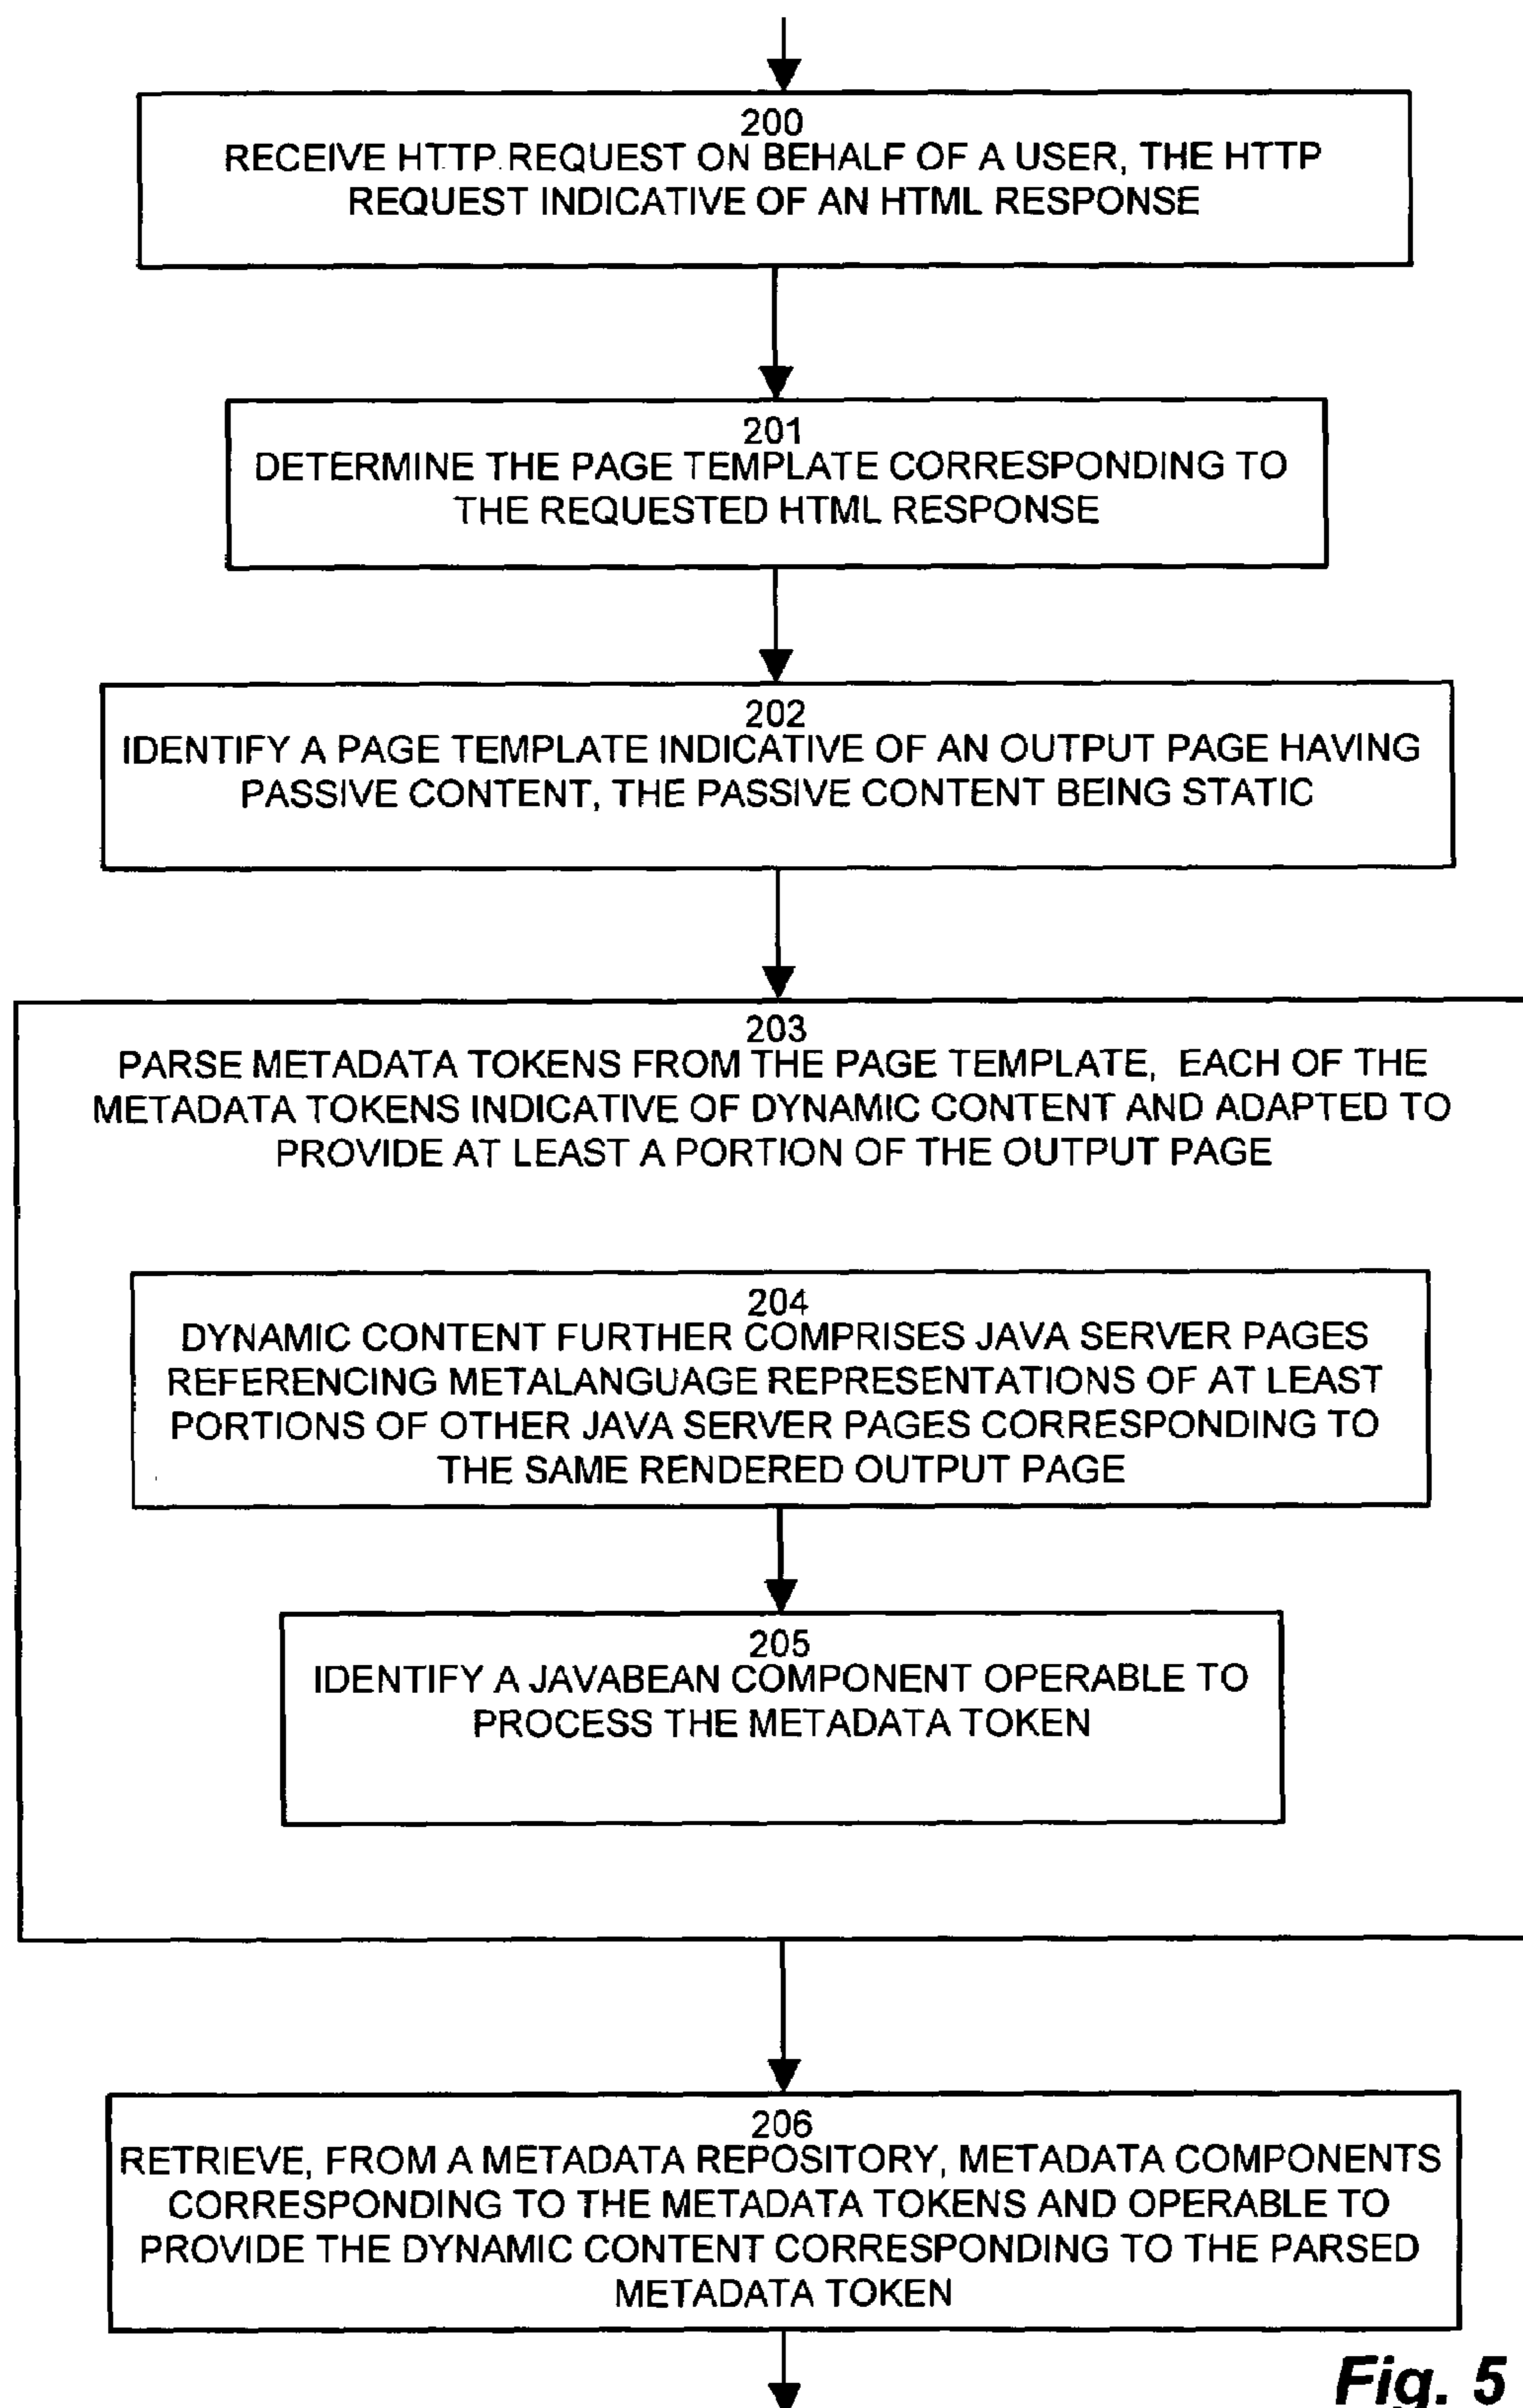 200
RECEIVE HTTP REQUEST ON BEHALF OF A USER, THE HTTP
REQUEST INDICATIVE OF AN HTML RESPONSE
201
DETERMINE THE PAGE TEMPLATE CORRESPONDING TO
THE REQUESTED HTML RESPONSE
202
IDENTIFY A PAGE TEMPLATE INDICATIVE OF AN OUTPUT PAGE HAVING
PASSIVE CONTENT, THE PASSIVE CONTENT BEING STATIC
203
PARSE METADATA TOKENS FROM THE PAGE TEMPLATE, EACH OF THE
METADATA TOKENS INDICATIVE OF DYNAMIC CONTENT AND ADAPTED TO
PROVIDE AT LEAST A PORTION OF THE OUTPUT PAGE
204
DYNAMIC CONTENT FURTHER COMPRISES JAVA SERVER PAGES
REFERENCING METALANGUAGE REPRESENTATIONS OF AT LEAST
PORTIONS OF OTHER JAVA SERVER PAGES CORRESPONDING TO
THE SAME RENDERED OUTPUT PAGE
205
IDENTIFY A JAVABEAN COMPONENT OPERABLE TO
PROCESS THE METADATA TOKEN
206
RETRIEVE, FROM A METADATA REPOSITORY, METADATA COMPONENTS
CORRESPONDING TO THE METADATA TOKENS AND OPERABLE TO
PROVIDE THE DYNAMIC CONTENT CORRESPONDING TO THE PARSED
METADATA TOKEN
Fig. 5